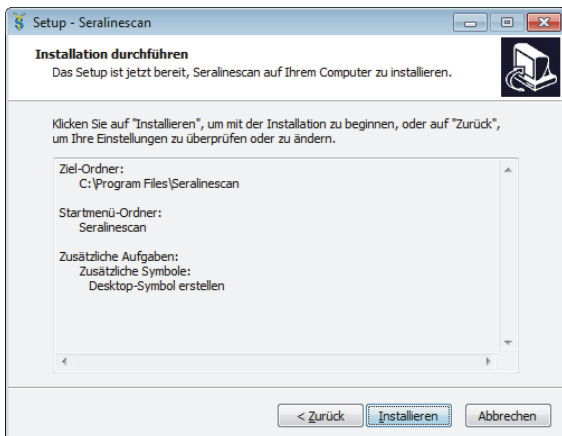 Setup - Seralinescan
Installation durchführen
Das Setup ist jetzt bereit, Seralinescan auf Ihrem Computer zu installieren.
Klicken Sie auf "Installieren", um mit der Installation zu beginnen, oder auf "Zurück",
um Ihre Einstellungen zu überprüfen oder zu ändern.
Ziel-Ordner:
C:\Program Files\Seralinescan
Startmenü-Ordner:
Seralinescan
Zusätzliche Aufgaben:
Zusätzliche Symbole:
Desktop-Symbol erstellen
< Zurück Installieren Abbrechen